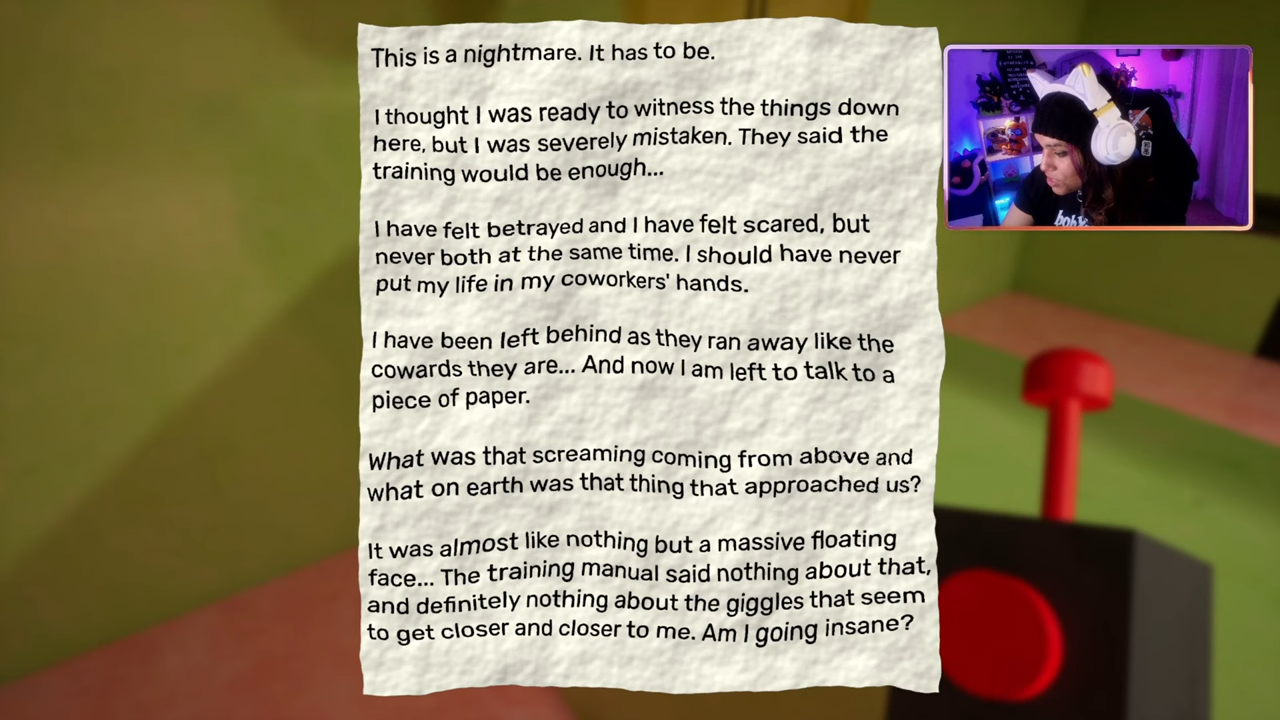 This is a nightmare. It has to be.
I thought I was ready to witness the things down
here, but I was severely mistaken. They said the
training would be enough...
I have felt betrayed and I have felt scared, but
never both at the same time. I should have never
put my life in my coworkers' hands.
I have been left behind as they ran away like the
cowards they are... And now I am left to talk to a
piece of paper.
What was that screaming coming from above and
what on earth was that thing that approached us?
It was almost like nothing but a massive floating
face... The training manual said nothing about that,
and definitely nothing about the giggles that seem
to get closer and closer to me. Am I going insane?